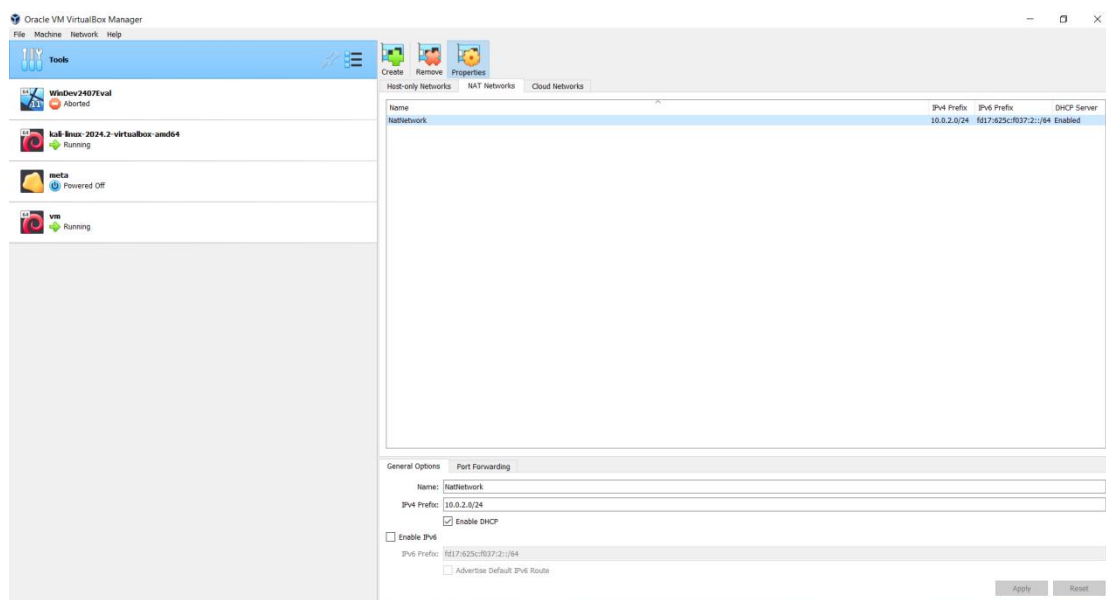 Oracle VM VirtualBox Manager
File Machine Network Help
Tools
WinDev2407Eval
Aborted
kali-linux-2024.2-virtualbox-amd64
Running
meta
Powered Off
vm
Running
Create Remove Properties
Host-only Networks NAT Networks Cloud Networks
Name IPv4 Prefix IPv6 Prefix DHCP Server
NatNetwork 10.0.2.0/24 fd17:625c:f037:2::/64 Enabled
General Options Port Forwarding
Name: NatNetwork
IPv4 Prefix: 10.0.2.0/24
Enable DHCP
Enable IPv6
IPv6 Prefix: fd17:625c:f037:2::/64
Advertise Default IPv6 Route
Apply Reset